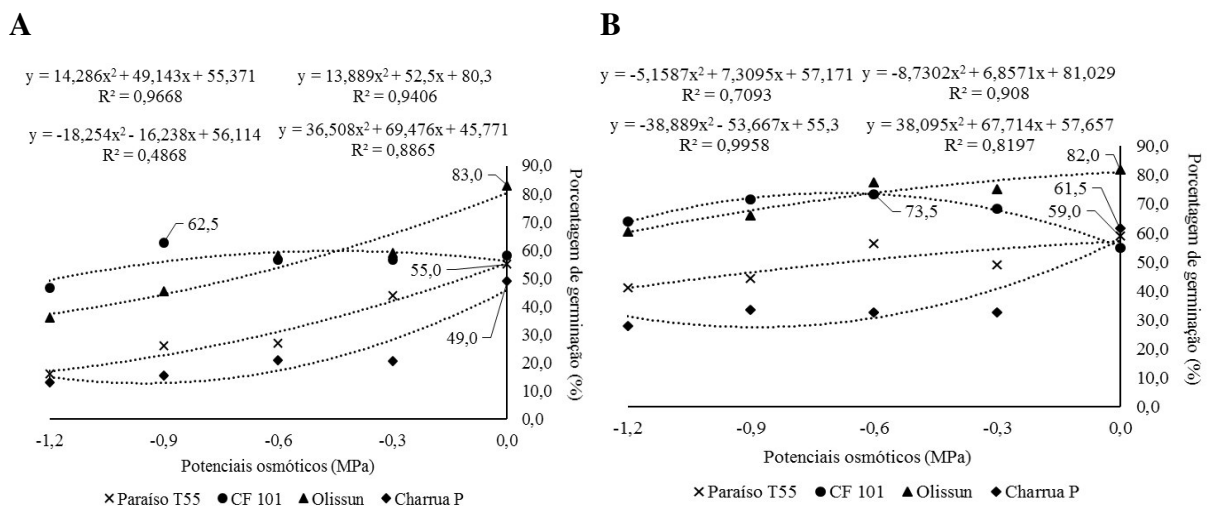 A
y = 14,286x² + 49,143x + 55,371
R² = 0,9668
y = 13,889x² + 52,5x + 80,3
R² = 0,9406
y = -18,254x² - 16,238x + 56,114
R² = 0,4868
y = 36,508x² + 69,476x + 45,771
R² = 0,8865
83,0
62,5
55,0
49,0
90,0
80,0
70,0
60,0
50,0
40,0
30,0
20,0
10,0
0,0
Porcentagem de germinação (%)
-1,2 -0,9 -0,6 -0,3 0,0
Potenciais osmóticos (MPa)
Paraíso T55 CF 101 Olissun Charrua P
B
y = -5,1587x² + 7,3095x + 57,171
R² = 0,7093
y = -8,7302x² + 6,8571x + 81,029
R² = 0,908
y = -38,889x² - 53,667x + 55,3
R² = 0,9958
y = 38,095x² + 67,714x + 57,657
R² = 0,8197
82,0
61,5
59,0
73,5
90,0
80,0
70,0
60,0
50,0
40,0
30,0
20,0
10,0
0,0
Porcentagem de germinação (%)
-1,2 -0,9 -0,6 -0,3 0,0
Potenciais osmóticos (MPa)
Paraíso T55 CF 101 Olissun Charrua P